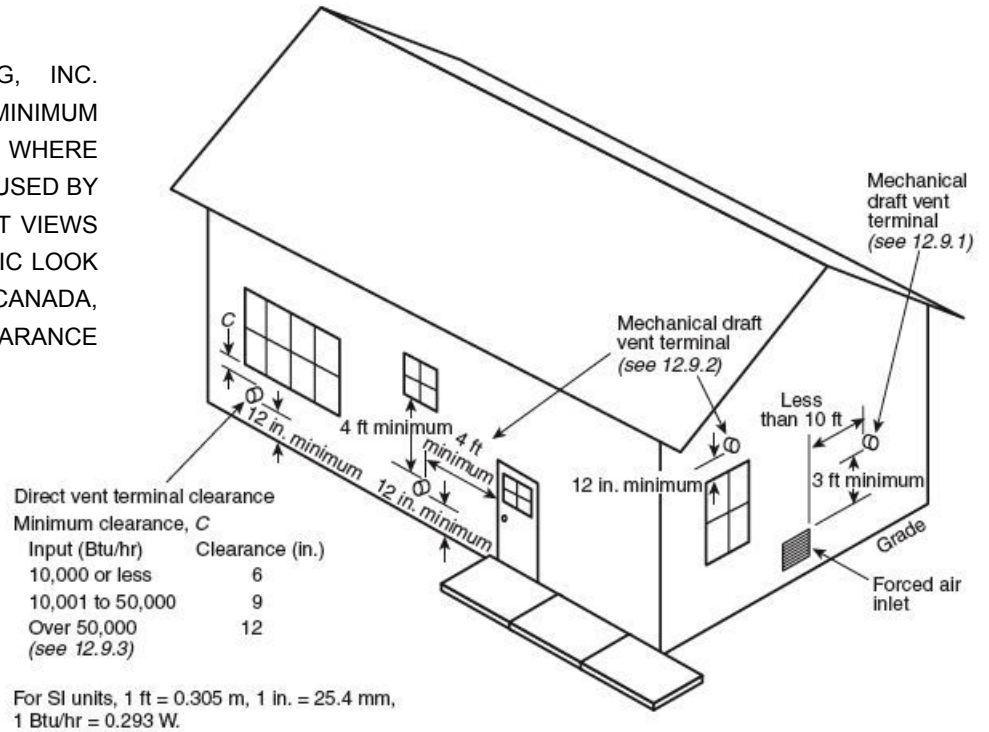 G, INC.
MINIMUM
WHERE
USED BY
T VIEWS
IC LOOK
CANADA,
EARANCE
Mechanical
draft vent
terminal
(see 12.9.1)
Mechanical draft
vent terminal
(see 12.9.2)
C
Less
than 10 ft
4 ft minimum
4 ft
minimum
12 in. minimum
12 in. minimum
12 in. minimum
3 ft minimum
Grade
Forced air
inlet
Direct vent terminal clearance
Minimum clearance, C
Input (Btu/hr) Clearance (in.)
10,000 or less 6
10,001 to 50,000 9
Over 50,000 12
(see 12.9.3)
For SI units, 1 ft = 0.305 m, 1 in. = 25.4 mm,
1 Btu/hr = 0.293 W.